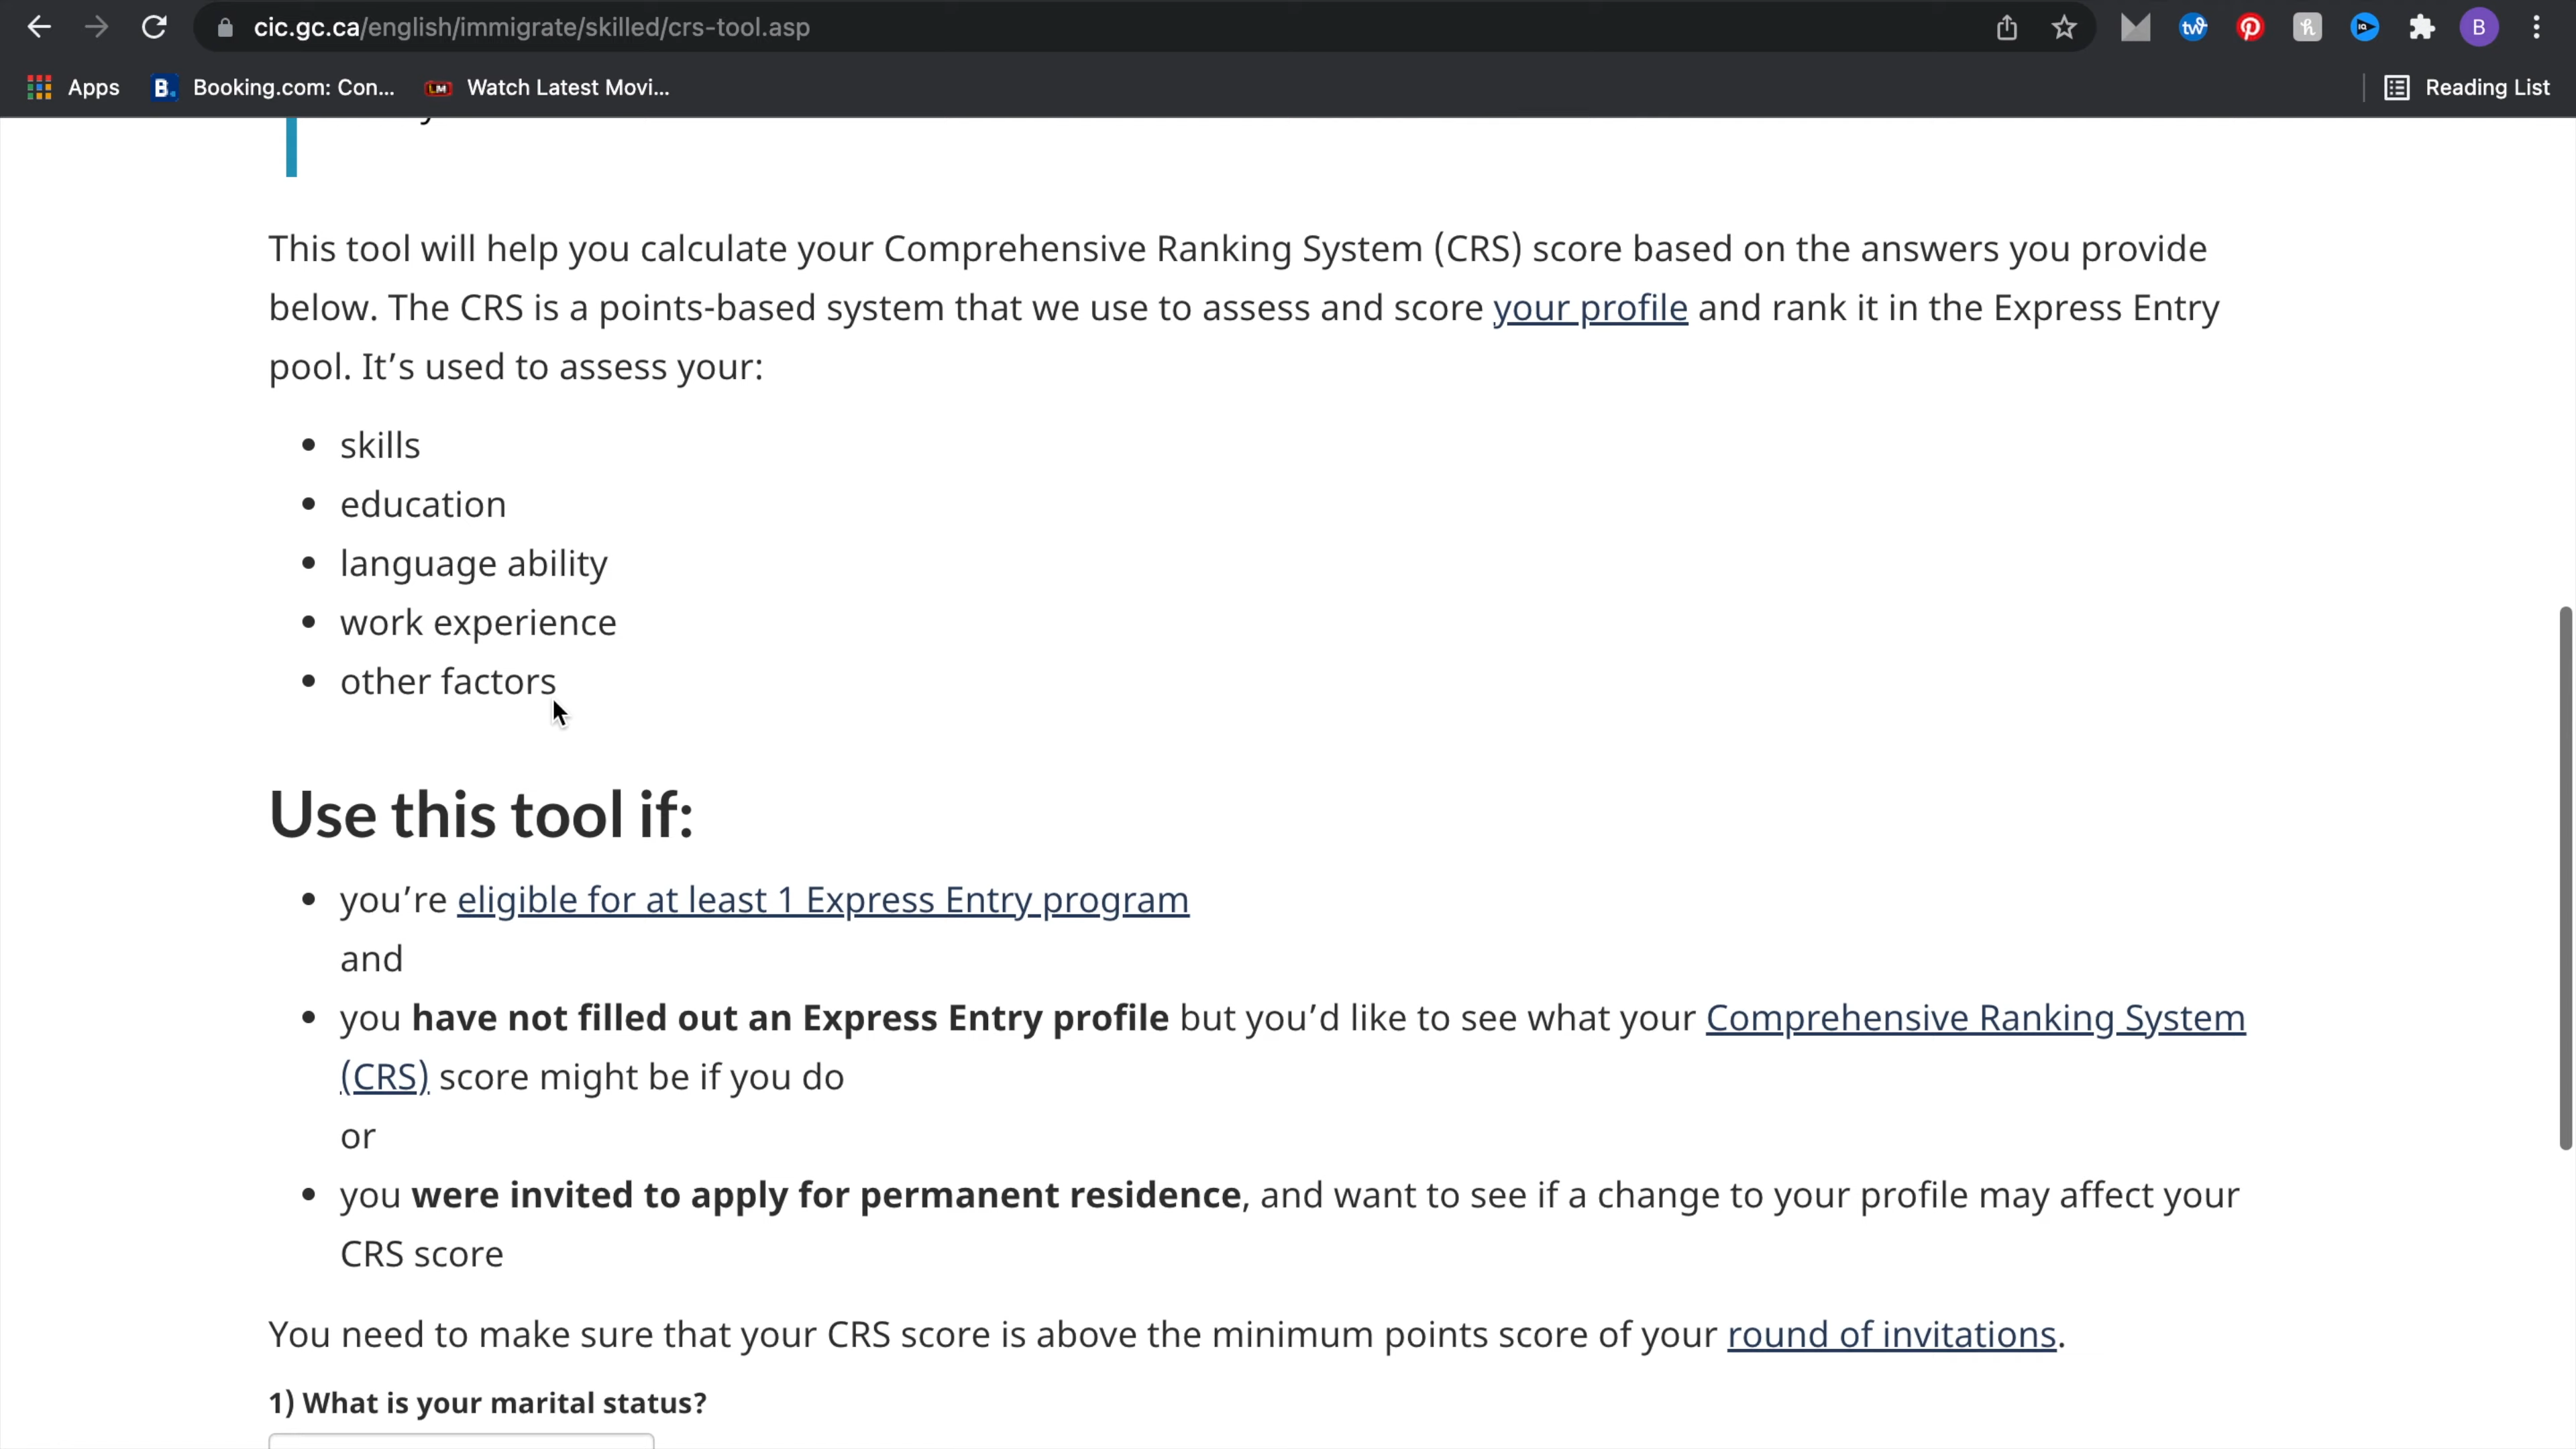 cic.gc.ca/english/immigrate/skilled/crs-tool.asp
B
Apps
B. Booking.com: Con...
LM Watch Latest Movi...
Reading List
This tool will help you calculate your Comprehensive Ranking System (CRS) score based on the answers you provide
below. The CRS is a points-based system that we use to assess and score your profile and rank it in the Express Entry
pool. It’s used to assess your:
• skills
• education
• language ability
• work experience
• other factors
Use this tool if:
• you’re eligible for at least 1 Express Entry program
and
• you have not filled out an Express Entry profile but you’d like to see what your Comprehensive Ranking System
(CRS) score might be if you do
or
• you were invited to apply for permanent residence, and want to see if a change to your profile may affect your
CRS score
You need to make sure that your CRS score is above the minimum points score of your round of invitations.
1) What is your marital status?